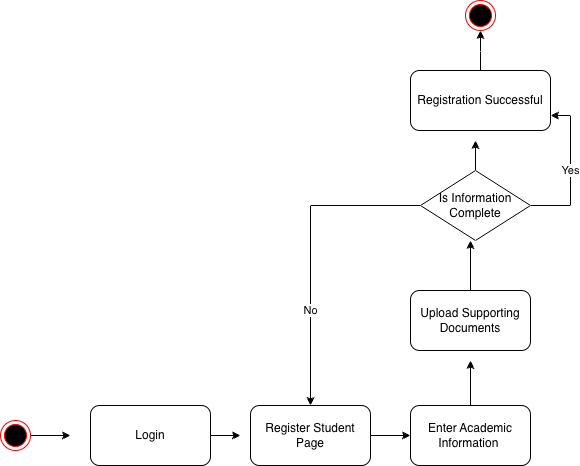 Registration Successful
Yes
Is Information
Complete
No
Upload Supporting
Documents
Login
Register Student
Page
Enter Academic
Information